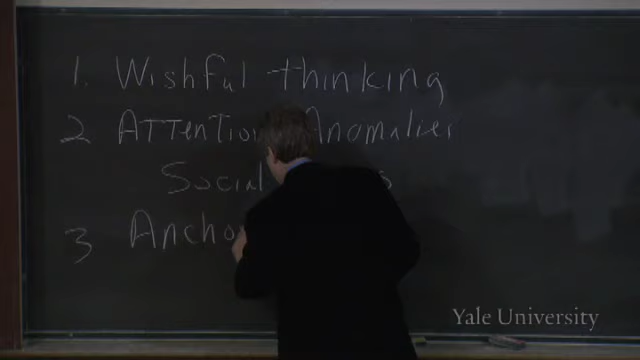 1. Wishful thinking
2 Attention Anomalies
Social
3 Ancho
Yale University